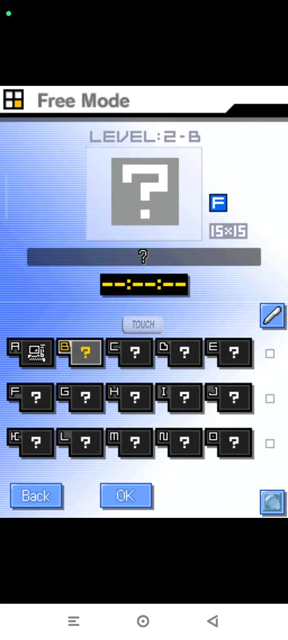 Free Mode
LEVEL:2-B
?
F
15×15
?
--:--:--
TOUCH
A B ? C ? D ? E ?
F ? G ? H ? I ? J ?
K ? L ? M ? N ? O ?
Back OK